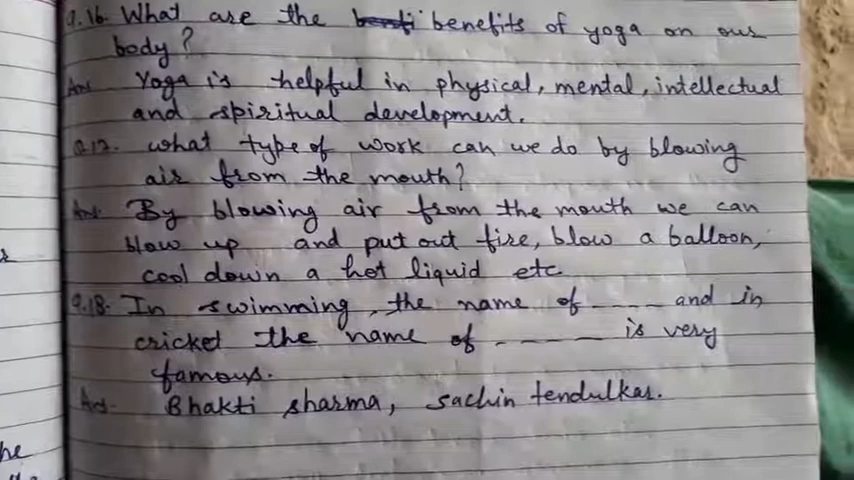 Q.16. What are the benefits of yoga on our
body?
Ans Yoga is helpful in physical, mental, intellectual
and spiritual development.
Q.17. what type of work can we do by blowing
air from the mouth?
Ans. By blowing air from the mouth we can
blow up and put out fire, blow a balloon,
cool down a hot liquid etc
Q.18. In swimming, the name of ---- and in
cricket the name of ------ is very
famous.
Ans. Bhakti sharma, sachin tendulkar.
he